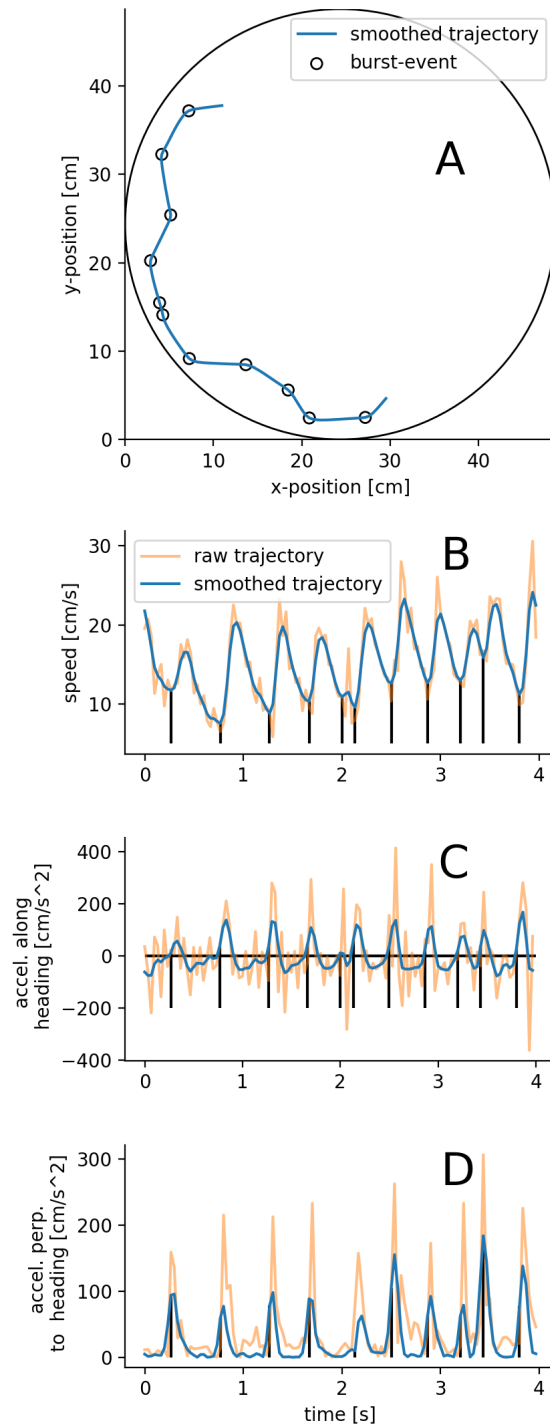 smoothed trajectory
burst-event
A
40
30
20
10
0
y-position [cm]
0 10 20 30 40
x-position [cm]
B
raw trajectory
smoothed trajectory
30
20
10
speed [cm/s]
0 1 2 3 4
C
400
200
0
−200
−400
accel. along
heading [cm/s^2]
0 1 2 3 4
D
300
200
100
0
accel. perp.
to heading [cm/s^2]
0 1 2 3 4
time [s]